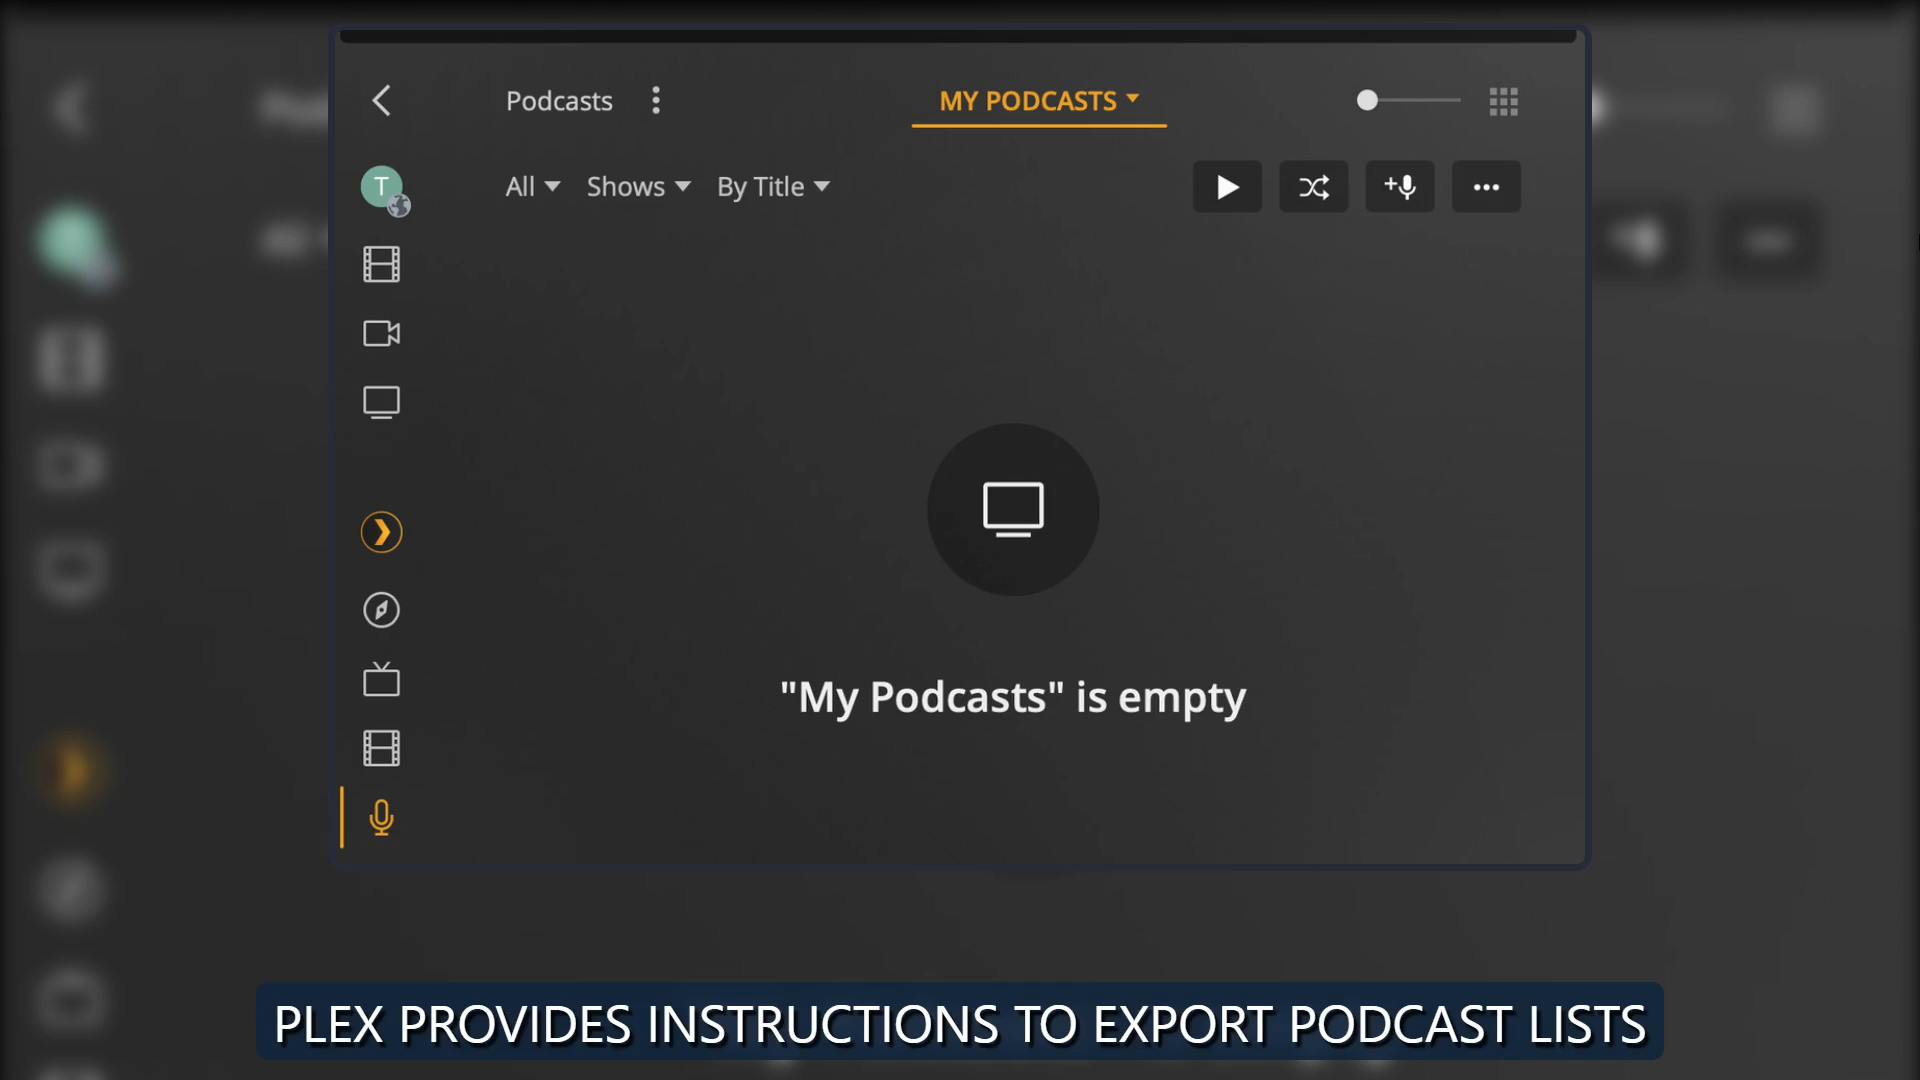 Podcasts
MY PODCASTS
T
All Shows By Title
"My Podcasts" is empty
PLEX PROVIDES INSTRUCTIONS TO EXPORT PODCAST LISTS